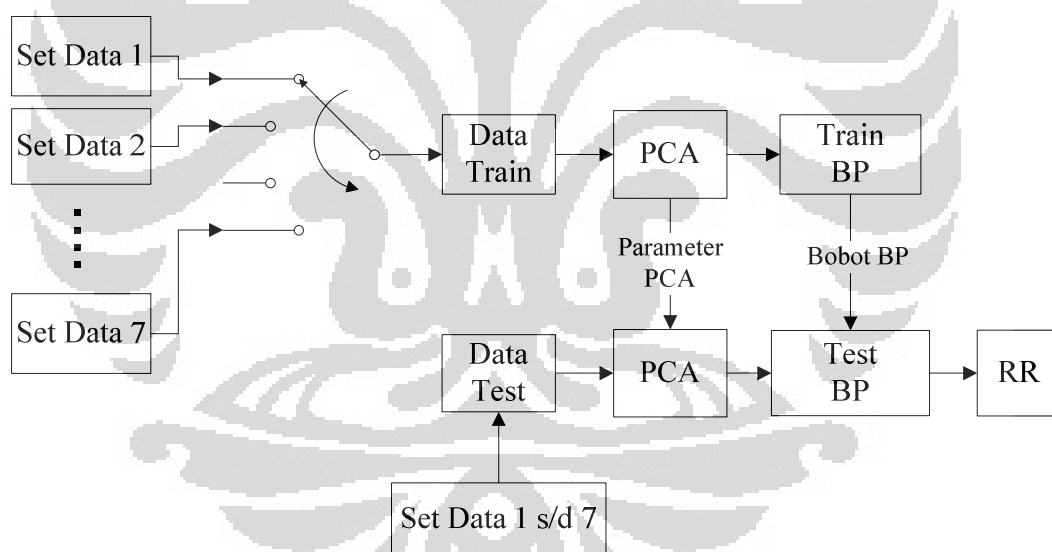 Set Data 1
Set Data 2
Set Data 7
Data
Train
PCA
Train
BP
Parameter
PCA
Bobot BP
Data
Test
PCA
Test
BP
RR
Set Data 1 s/d 7